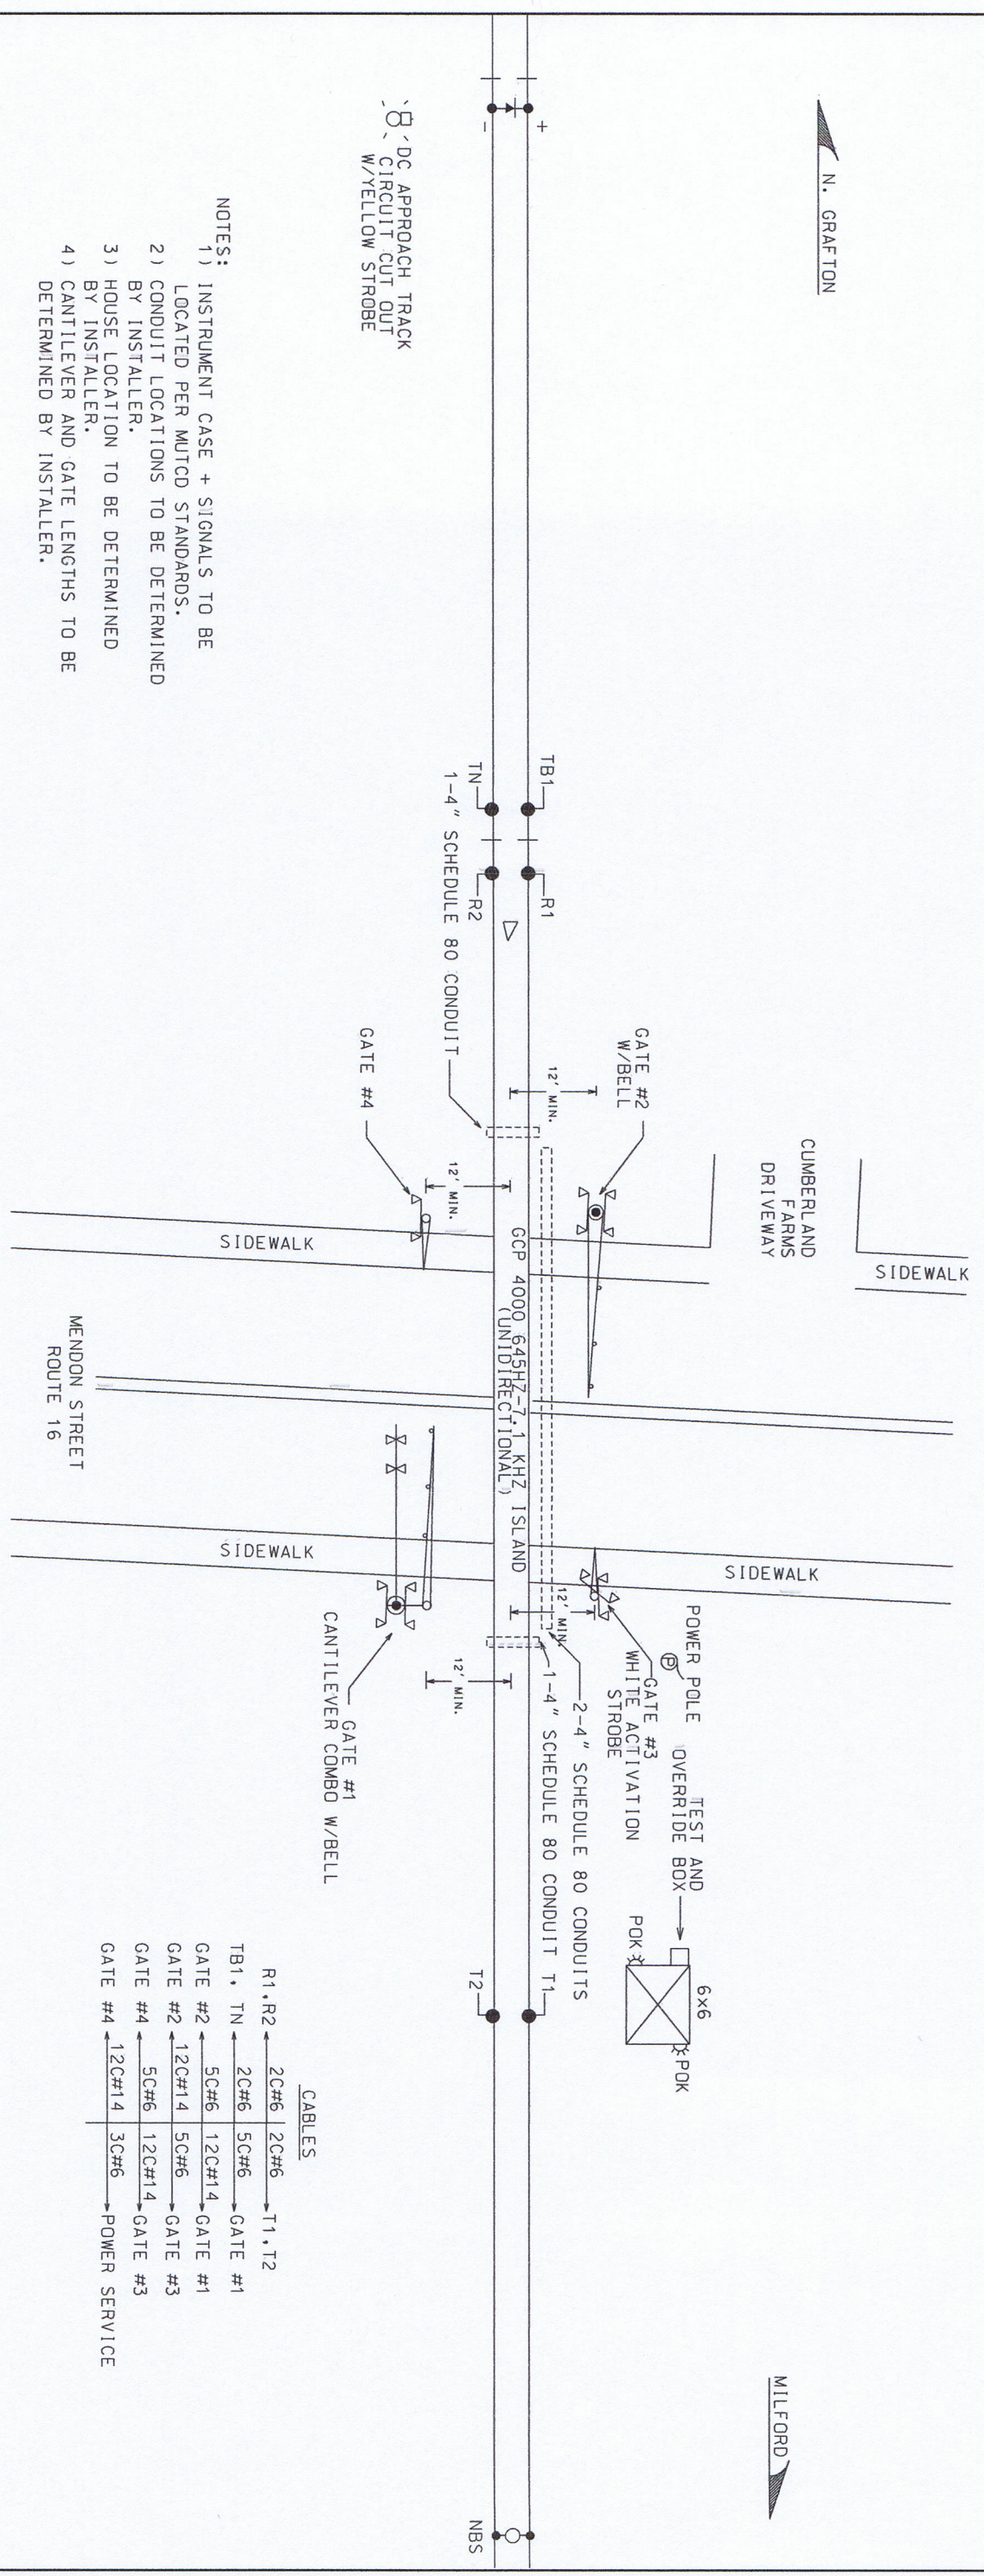 N. GRAFTON
MILFORD
+
-
DC APPROACH TRACK
CIRCUIT CUT OUT
W/YELLOW STROBE
NOTES:
1) INSTRUMENT CASE + SIGNALS TO BE
LOCATED PER MUTCD STANDARDS.
2) CONDUIT LOCATIONS TO BE DETERMINED
BY INSTALLER.
3) HOUSE LOCATION TO BE DETERMINED
BY INSTALLER.
4) CANTILEVER AND GATE LENGTHS TO BE
DETERMINED BY INSTALLER.
TB1
TN
R1
R2
1-4" SCHEDULE 80 CONDUIT
GATE #2
W/BELL
12' MIN.
GATE #4
12' MIN.
CUMBERLAND
FARMS
DRIVEWAY
SIDEWALK
SIDEWALK
GCP 4000 645HZ-7.1 KHZ ISLAND
(UNIDIRECTIONAL)
MENDON STREET
ROUTE 16
SIDEWALK
SIDEWALK
12' MIN.
12' MIN.
GATE #1
CANTILEVER COMBO W/BELL
POWER POLE
P
GATE #3
WHITE ACTIVATION
STROBE
2-4" SCHEDULE 80 CONDUITS
1-4" SCHEDULE 80 CONDUIT
TEST AND
OVERRIDE BOX
POK
6x6
POK
T1
T2
NBS
CABLES
R1,R2 2C#6 2C#6 T1,T2
TB1, TN 2C#6 5C#6 GATE #1
GATE #2 5C#6 12C#14 GATE #1
GATE #2 12C#14 5C#6 GATE #3
GATE #4 5C#6 12C#14 GATE #3
GATE #4 12C#14 3C#6 POWER SERVICE